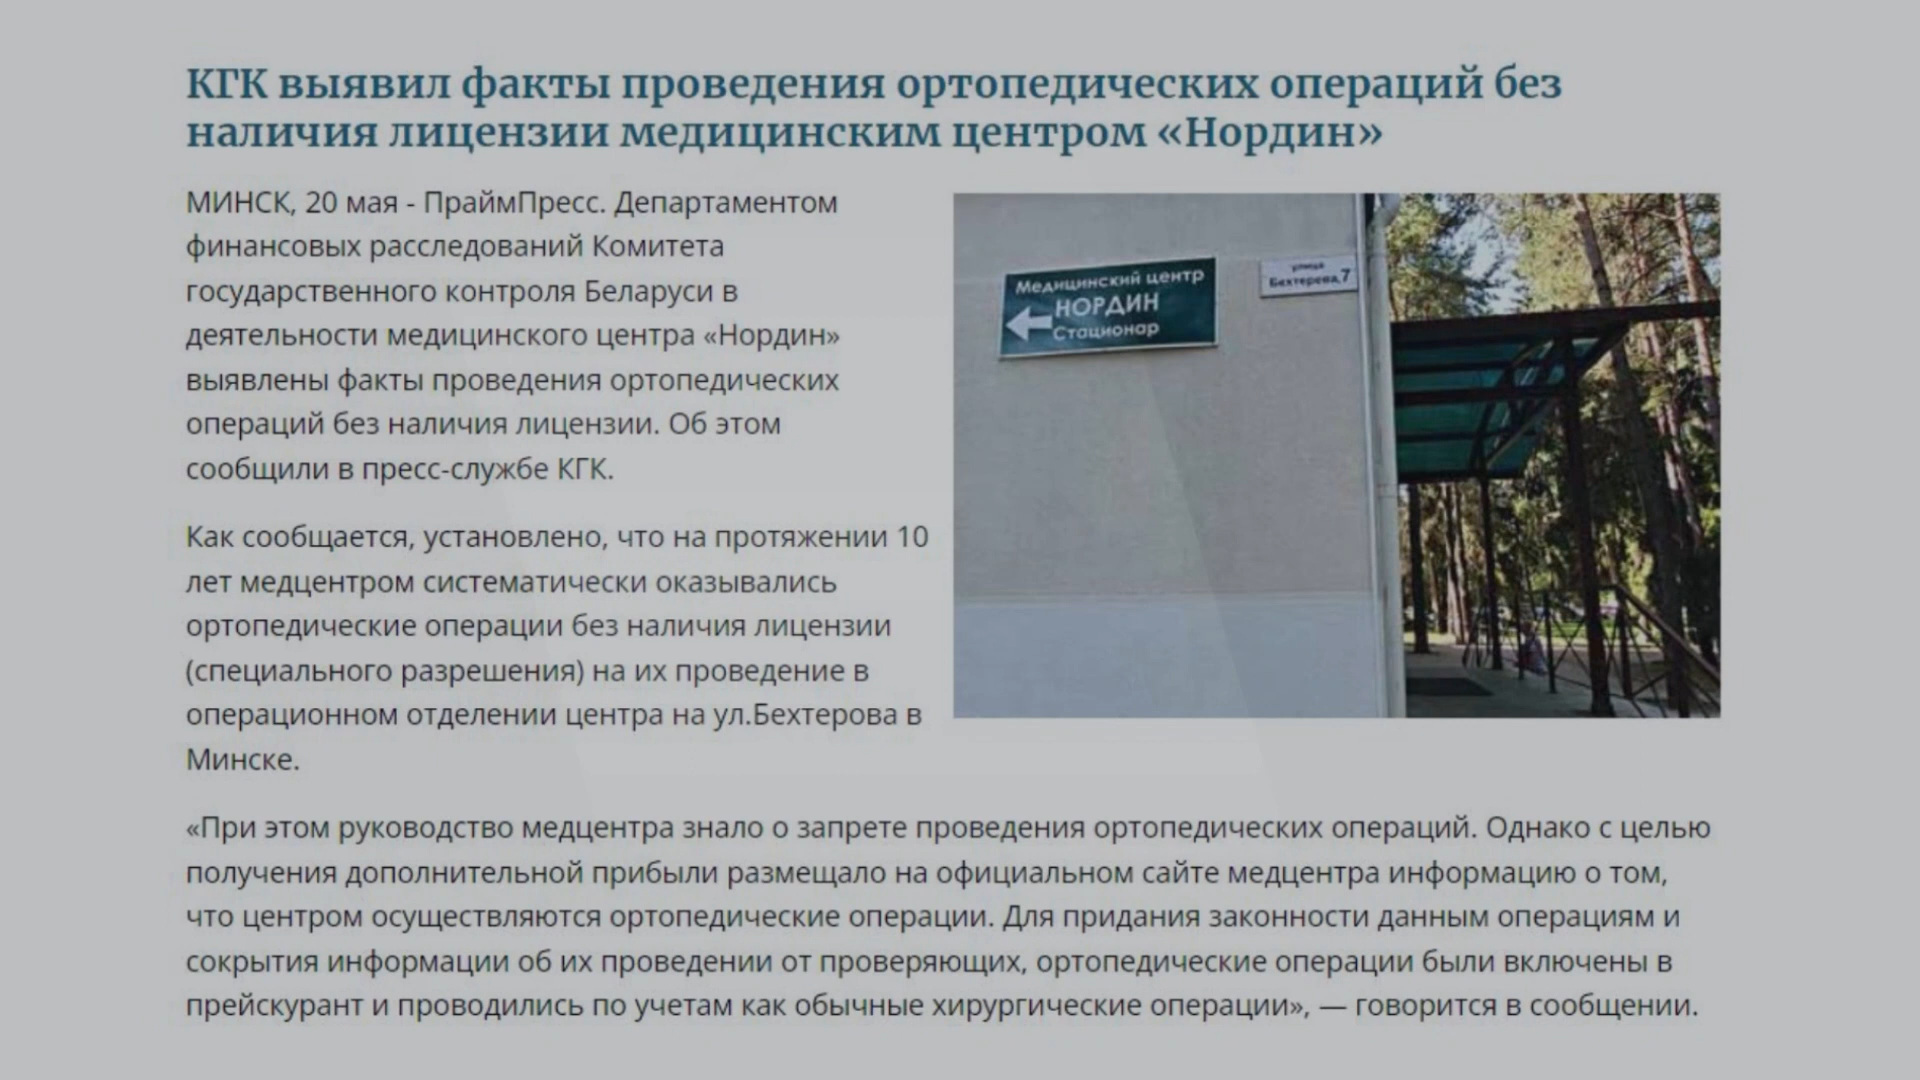 КГК выявил факты проведения ортопедических операций без
наличия лицензии медицинским центром «Нордин»
МИНСК, 20 мая - ПраймПресс. Департаментом
финансовых расследований Комитета
государственного контроля Беларуси в
деятельности медицинского центра «Нордин»
выявлены факты проведения ортопедических
операций без наличия лицензии. Об этом
сообщили в пресс-службе КГК.
Как сообщается, установлено, что на протяжении 10
лет медцентром систематически оказывались
ортопедические операции без наличия лицензии
(специального разрешения) на их проведение в
операционном отделении центра на ул.Бехтерова в
Минске.
Медицинский центр
НОРДИН
Стационар
улица
Бехтерева,7
«При этом руководство медцентра знало о запрете проведения ортопедических операций. Однако с целью
получения дополнительной прибыли размещало на официальном сайте медцентра информацию о том,
что центром осуществляются ортопедические операции. Для придания законности данным операциям и
сокрытия информации об их проведении от проверяющих, ортопедические операции были включены в
прейскурант и проводились по учетам как обычные хирургические операции», — говорится в сообщении.